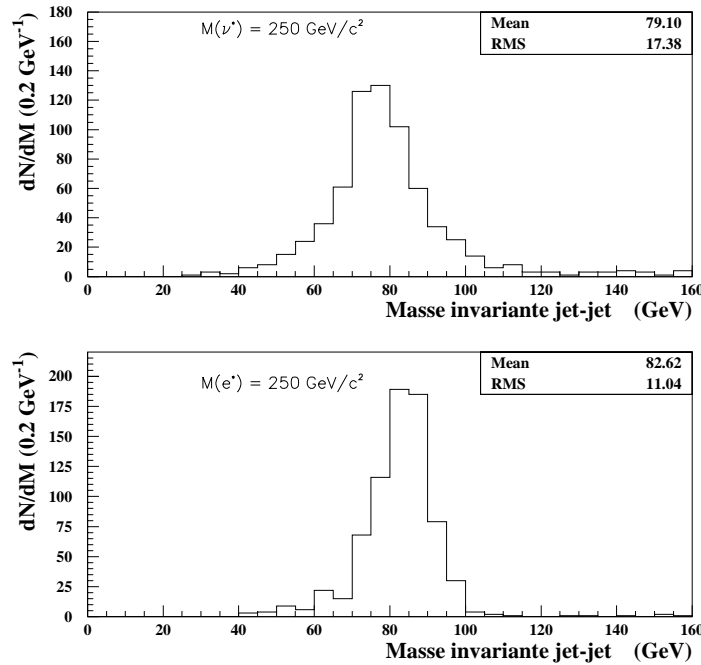 M(ν*) = 250 GeV/c²
Mean 79.10
RMS 17.38
dN/dM (0.2 GeV⁻¹)
180
160
140
120
100
80
60
40
20
0
0 20 40 60 80 100 120 140 160
Masse invariante jet-jet (GeV)
M(e*) = 250 GeV/c²
Mean 82.62
RMS 11.04
dN/dM (0.2 GeV⁻¹)
200
175
150
125
100
75
50
25
0
0 20 40 60 80 100 120 140 160
Masse invariante jet-jet (GeV)